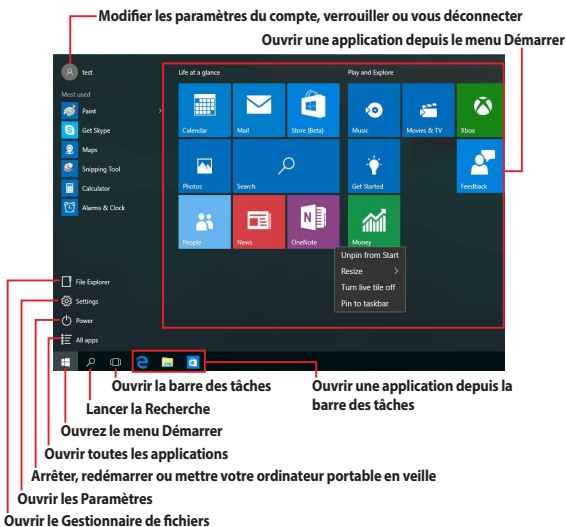 Modifier les paramètres du compte, verrouiller ou vous déconnecter
Ouvrir une application depuis le menu Démarrer
test
Life at a glance
Play and Explore
Most used
Paint
Get Skype
Maps
Snipping Tool
Calculator
Alarms & Clock
Calendar
Mail
Store (Beta)
Music
Movies & TV
Xbox
Photos
Search
Get Started
Feedback
People
News
OneNote
Money
Unpin from Start
Resize
Turn live tile off
Pin to taskbar
File Explorer
Settings
Power
All apps
Ouvrir la barre des tâches
Ouvrir une application depuis la
barre des tâches
Lancer la Recherche
Ouvrez le menu Démarrer
Ouvrir toutes les applications
Arrêter, redémarrer ou mettre votre ordinateur portable en veille
Ouvrir les Paramètres
Ouvrir le Gestionnaire de fichiers